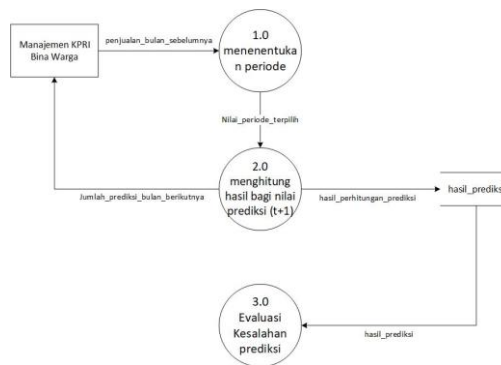 Manajemen KPRI
Bina Warga
penjualan_bulan_sebelumnya
1.0
menenentuka
n periode
Nilai_periode_terpilih
2.0
menghitung
hasil bagi nilai
prediksi (t+1)
Jumlah_prediksi_bulan_berikutnya
hasil_perhitungan_prediksi
hasil_prediksi
3.0
Evaluasi
Kesalahan
prediksi
hasil_prediksi